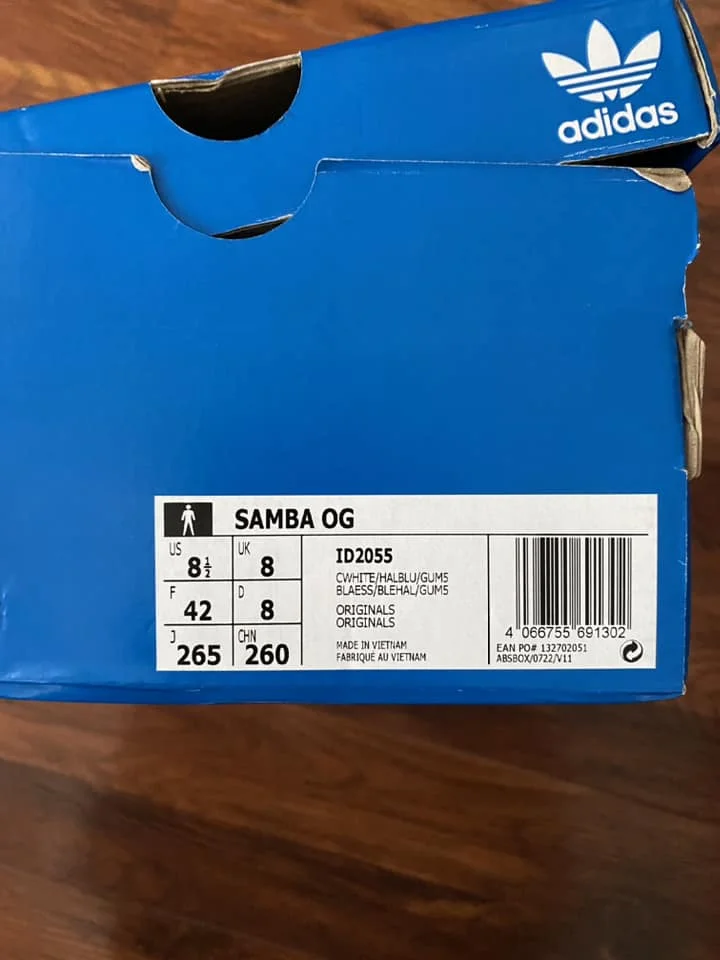 adidas
SAMBA OG
US
8½
UK
8
F
42
D
8
J
265
CHN
260
ID2055
CWHITE/HALBLU/GUM5
BLAESS/BLEHAL/GUM5
ORIGINALS
ORIGINALS
MADE IN VIETNAM
FABRIQUÉ AU VIETNAM
4 066755 691302
EAN PO# 132702051
ABSBOX/0722/V11